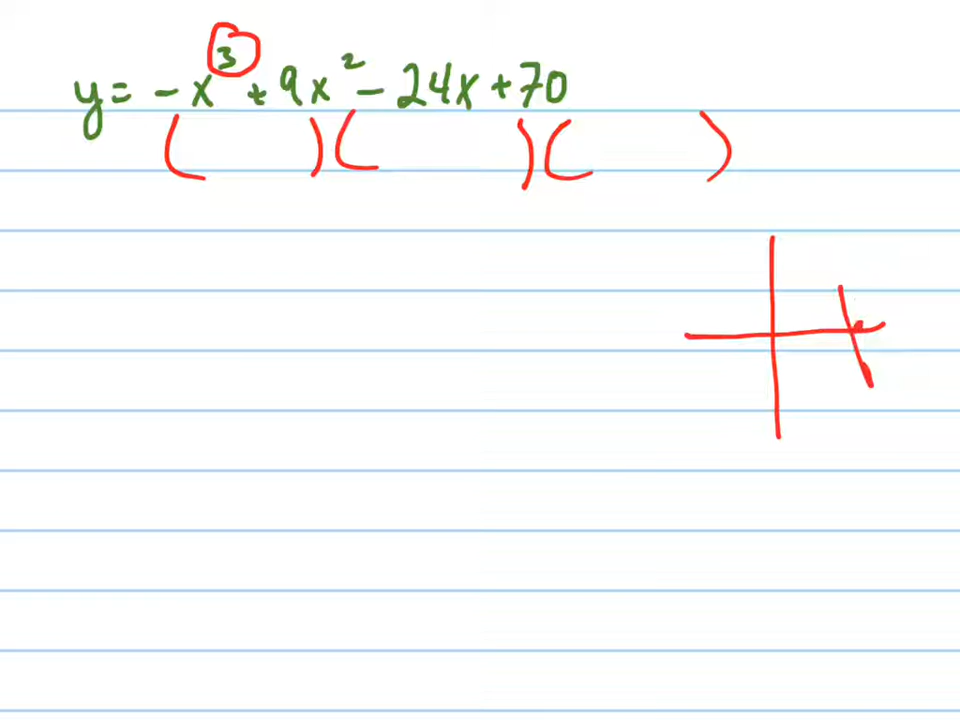 y = -x³ + 9x² - 24x + 70
( )( )( )